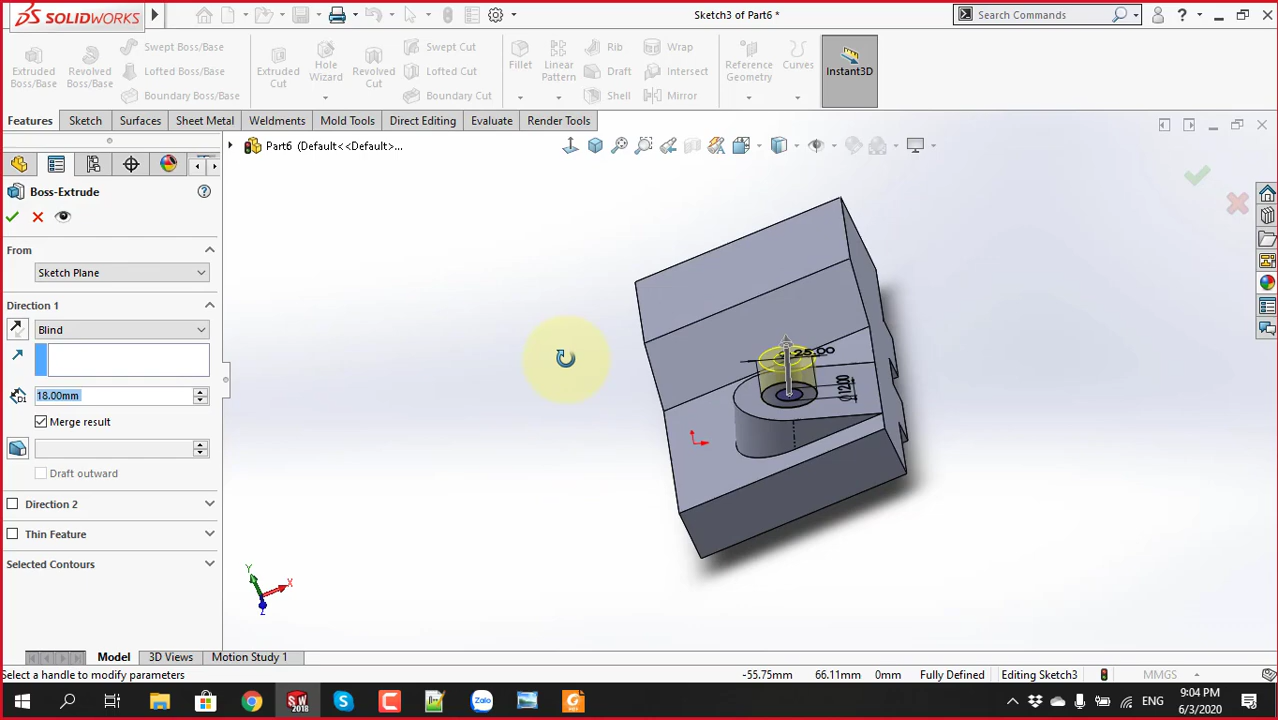 SOLIDWORKS
Sketch3 of Part6 *
Search Commands
Extruded Boss/Base
Revolved Boss/Base
Swept Boss/Base
Lofted Boss/Base
Boundary Boss/Base
Extruded Cut
Hole Wizard
Revolved Cut
Swept Cut
Lofted Cut
Boundary Cut
Fillet
Linear Pattern
Rib
Draft
Shell
Wrap
Intersect
Mirror
Reference Geometry
Curves
Instant3D
Features
Sketch
Surfaces
Sheet Metal
Weldments
Mold Tools
Direct Editing
Evaluate
Render Tools
Part6 (Default<<Default>...
Boss-Extrude
From
Sketch Plane
Direction 1
Blind
18.00mm
Merge result
Draft outward
Direction 2
Thin Feature
Selected Contours
25.00
Y
X
Z
Model
3D Views
Motion Study 1
Select a handle to modify parameters
-55.75mm
66.11mm
0mm
Fully Defined
Editing Sketch3
MMGS
ENG
9:04 PM
6/3/2020